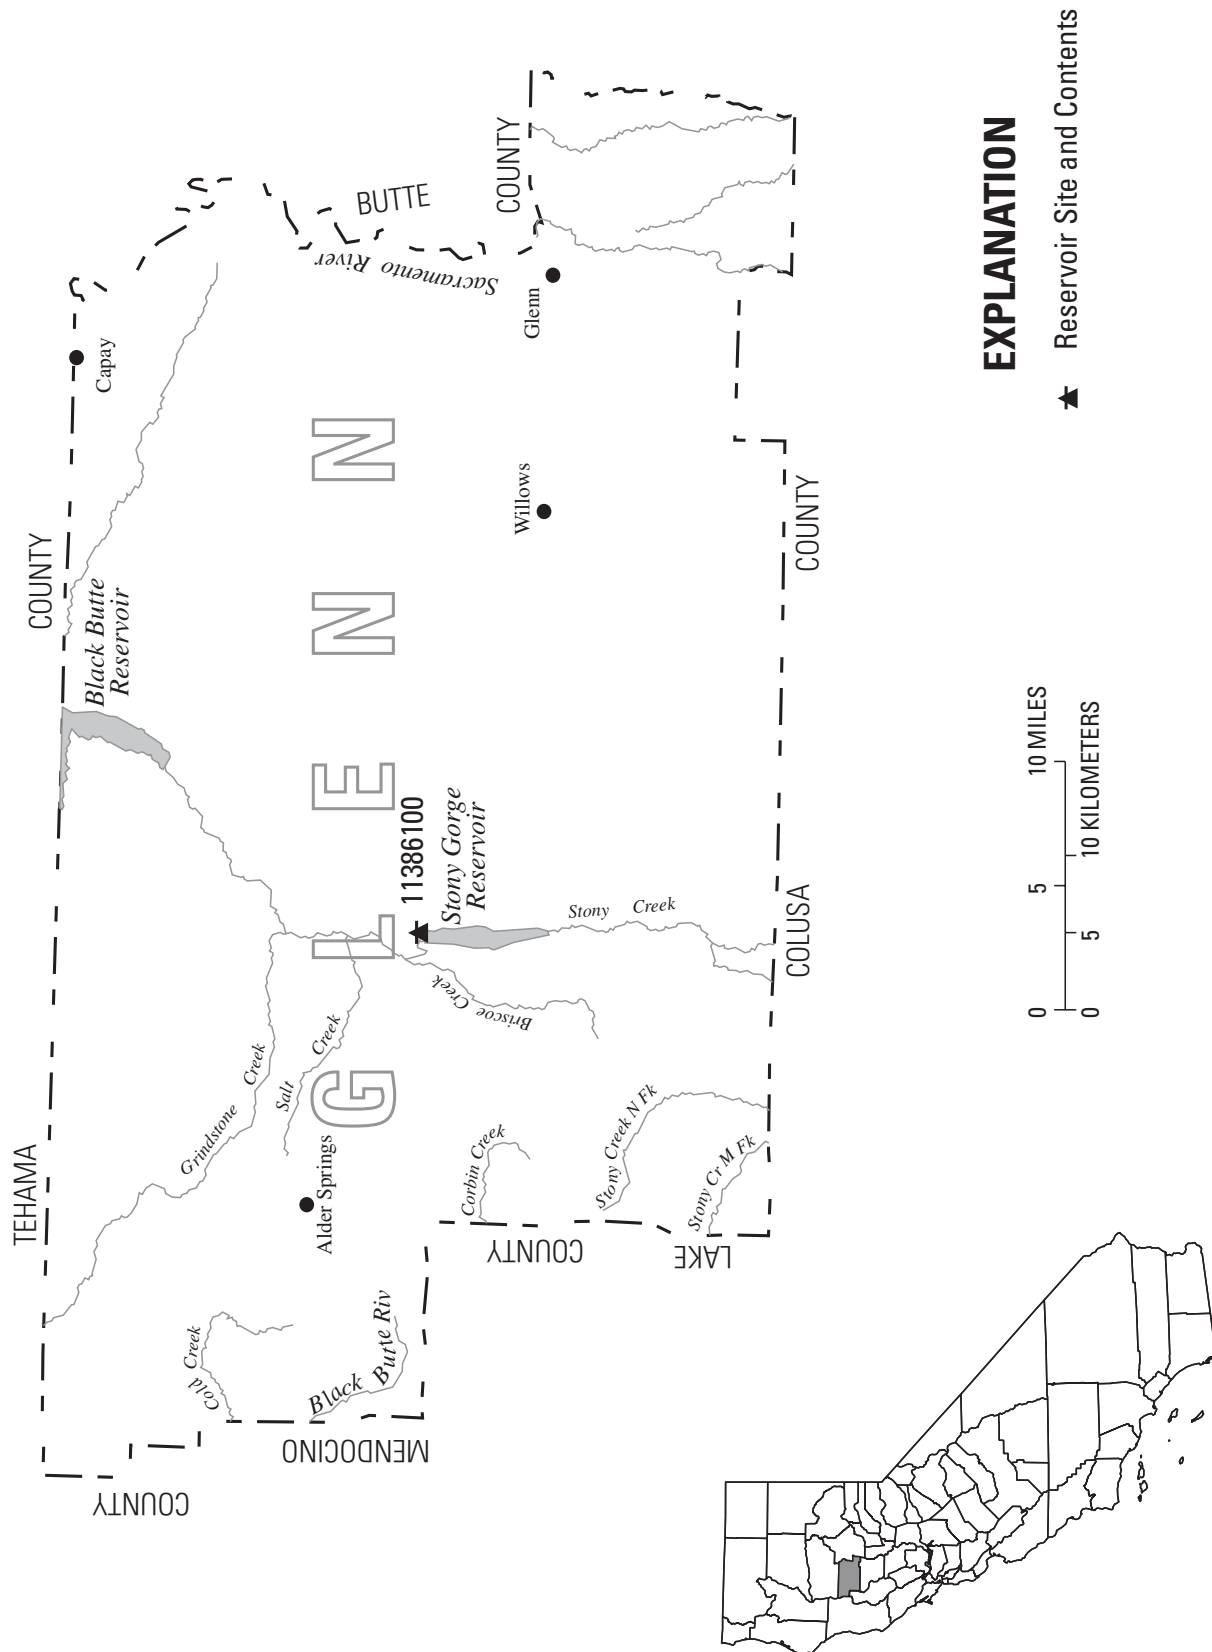 TEHAMA
COUNTY
COUNTY
MENDOCINO
Cold Creek
Black Butte Riv
Grindstone Creek
Salt Creek
Alder Springs
Black Butte
Reservoir
Capay
BUTTE
COUNTY
Sacramento River
GLENN
11386100
Stony Gorge
Reservoir
Stony Creek
Briscoe Creek
Corbin Creek
Stony Creek N Fk
Stony Cr M Fk
LAKE
COUNTY
Willows
Glenn
COLUSA
COUNTY
0 5 10 MILES
0 5 10 KILOMETERS
EXPLANATION
Reservoir Site and Contents